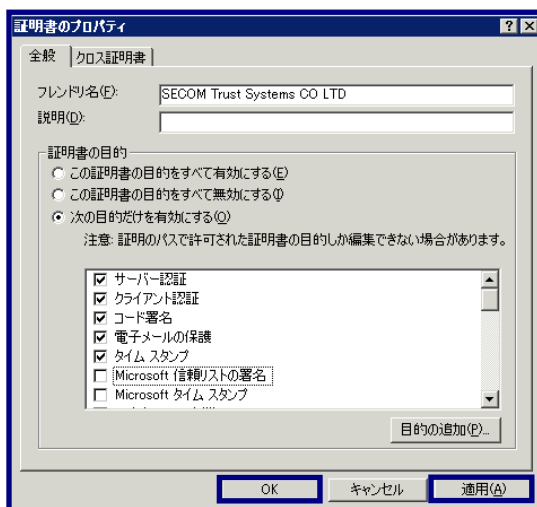 証明書のプロパティ
全般 クロス証明書
フレンドリ名(F): SECOM Trust Systems CO LTD
説明(D):
証明書の目的
この証明書の目的をすべて有効にする(E)
この証明書の目的をすべて無効にする(I)
次の目的だけを有効にする(O)
注意: 証明のパスで許可された証明書の目的しか編集できない場合があります。
サーバー認証
クライアント認証
コード署名
電子メールの保護
タイム スタンプ
Microsoft 信頼リストの署名
Microsoft タイム スタンプ
目的の追加(P)...
OK キャンセル 適用(A)